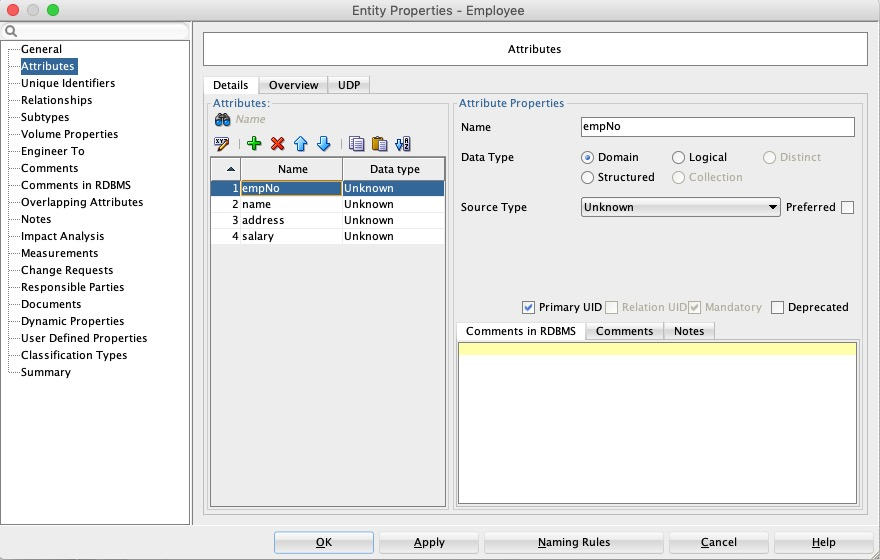 Entity Properties - Employee
General
Attributes
Unique Identifiers
Relationships
Subtypes
Volume Properties
Engineer To
Comments
Comments in RDBMS
Overlapping Attributes
Notes
Impact Analysis
Measurements
Change Requests
Responsible Parties
Documents
Dynamic Properties
User Defined Properties
Classification Types
Summary
Attributes
Details Overview UDP
Attributes:
Name
XYZ
Name Data type
1 empNo Unknown
2 name Unknown
3 address Unknown
4 salary Unknown
Attribute Properties
Name empNo
Data Type Domain Logical Distinct
Structured Collection
Source Type Unknown Preferred
Primary UID Relation UID Mandatory Deprecated
Comments in RDBMS Comments Notes
OK Apply Naming Rules Cancel Help